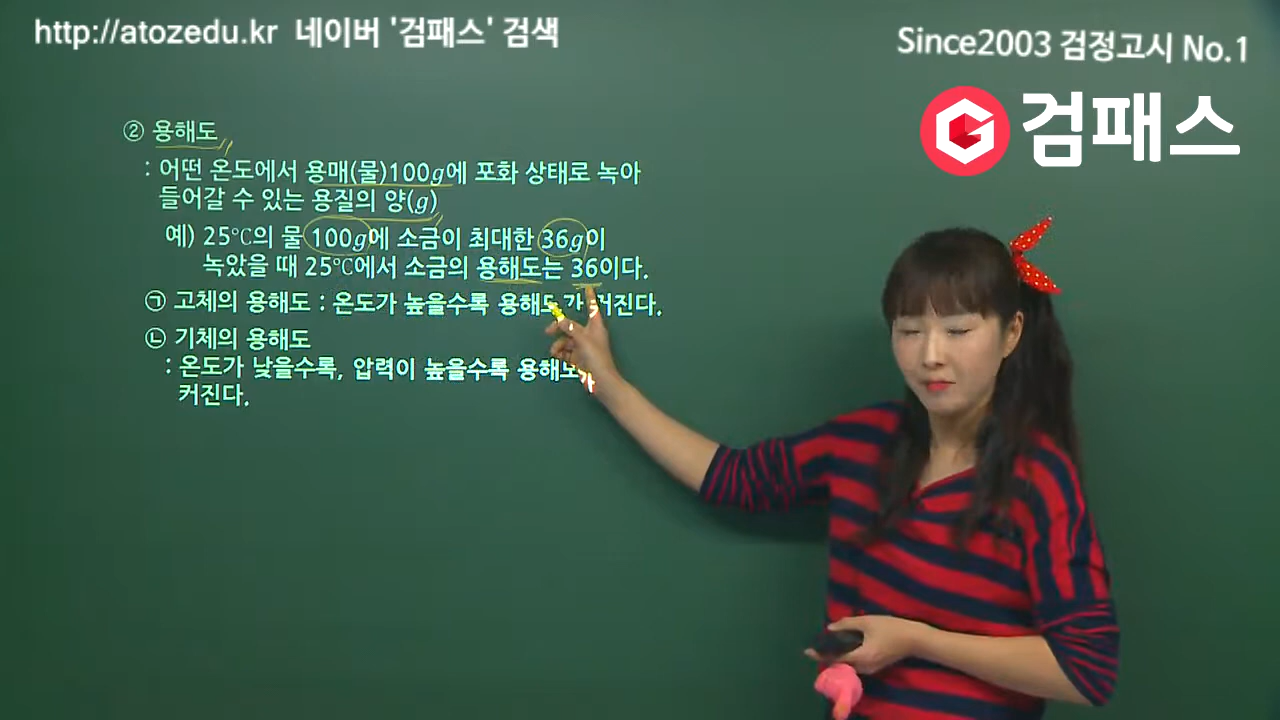 http://atozedu.kr 네이버 '검패스' 검색
Since2003 검정고시 No.1
검패스
② 용해도
: 어떤 온도에서 용매(물)100g에 포화 상태로 녹아
들어갈 수 있는 용질의 양(g)
예) 25℃의 물 100g에 소금이 최대한 36g이
녹았을 때 25℃에서 소금의 용해도는 36이다.
㉠ 고체의 용해도 : 온도가 높을수록 용해도가 커진다.
㉡ 기체의 용해도
: 온도가 낮을수록, 압력이 높을수록 용해도가
커진다.